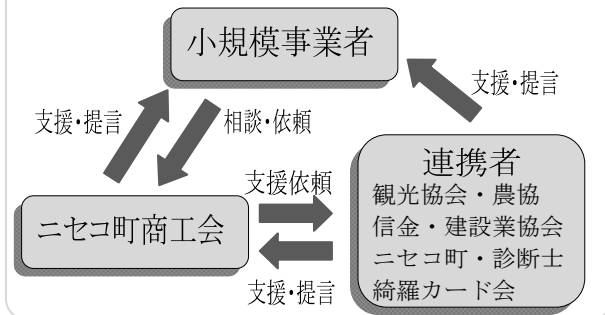 小規模事業者
支援・提言
相談・依頼
支援・提言
連携者
観光協会・農協
信金・建設業協会
ニセコ町・診断士
綺羅カード会
支援依頼
ニセコ町商工会
支援・提言